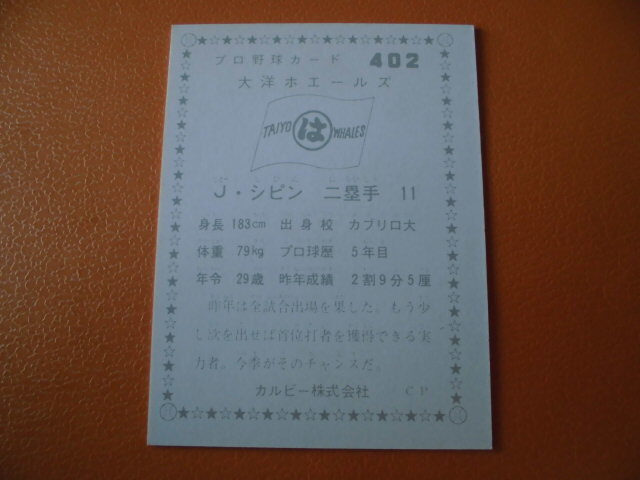 プロ野球カード 402
大洋ホエールズ
TAIYO は WHALES
J・シピン 二塁手 11
身長 183cm 出身校 カブリロ大
体重 79kg プロ球歴 5年目
年令 29歳 昨年成績 2割9分5厘
昨年は全試合出場を果した。もう少
し欲を出せば首位打者を獲得できる実
力者。今季がそのチャンスだ。
カルビー株式会社 CP